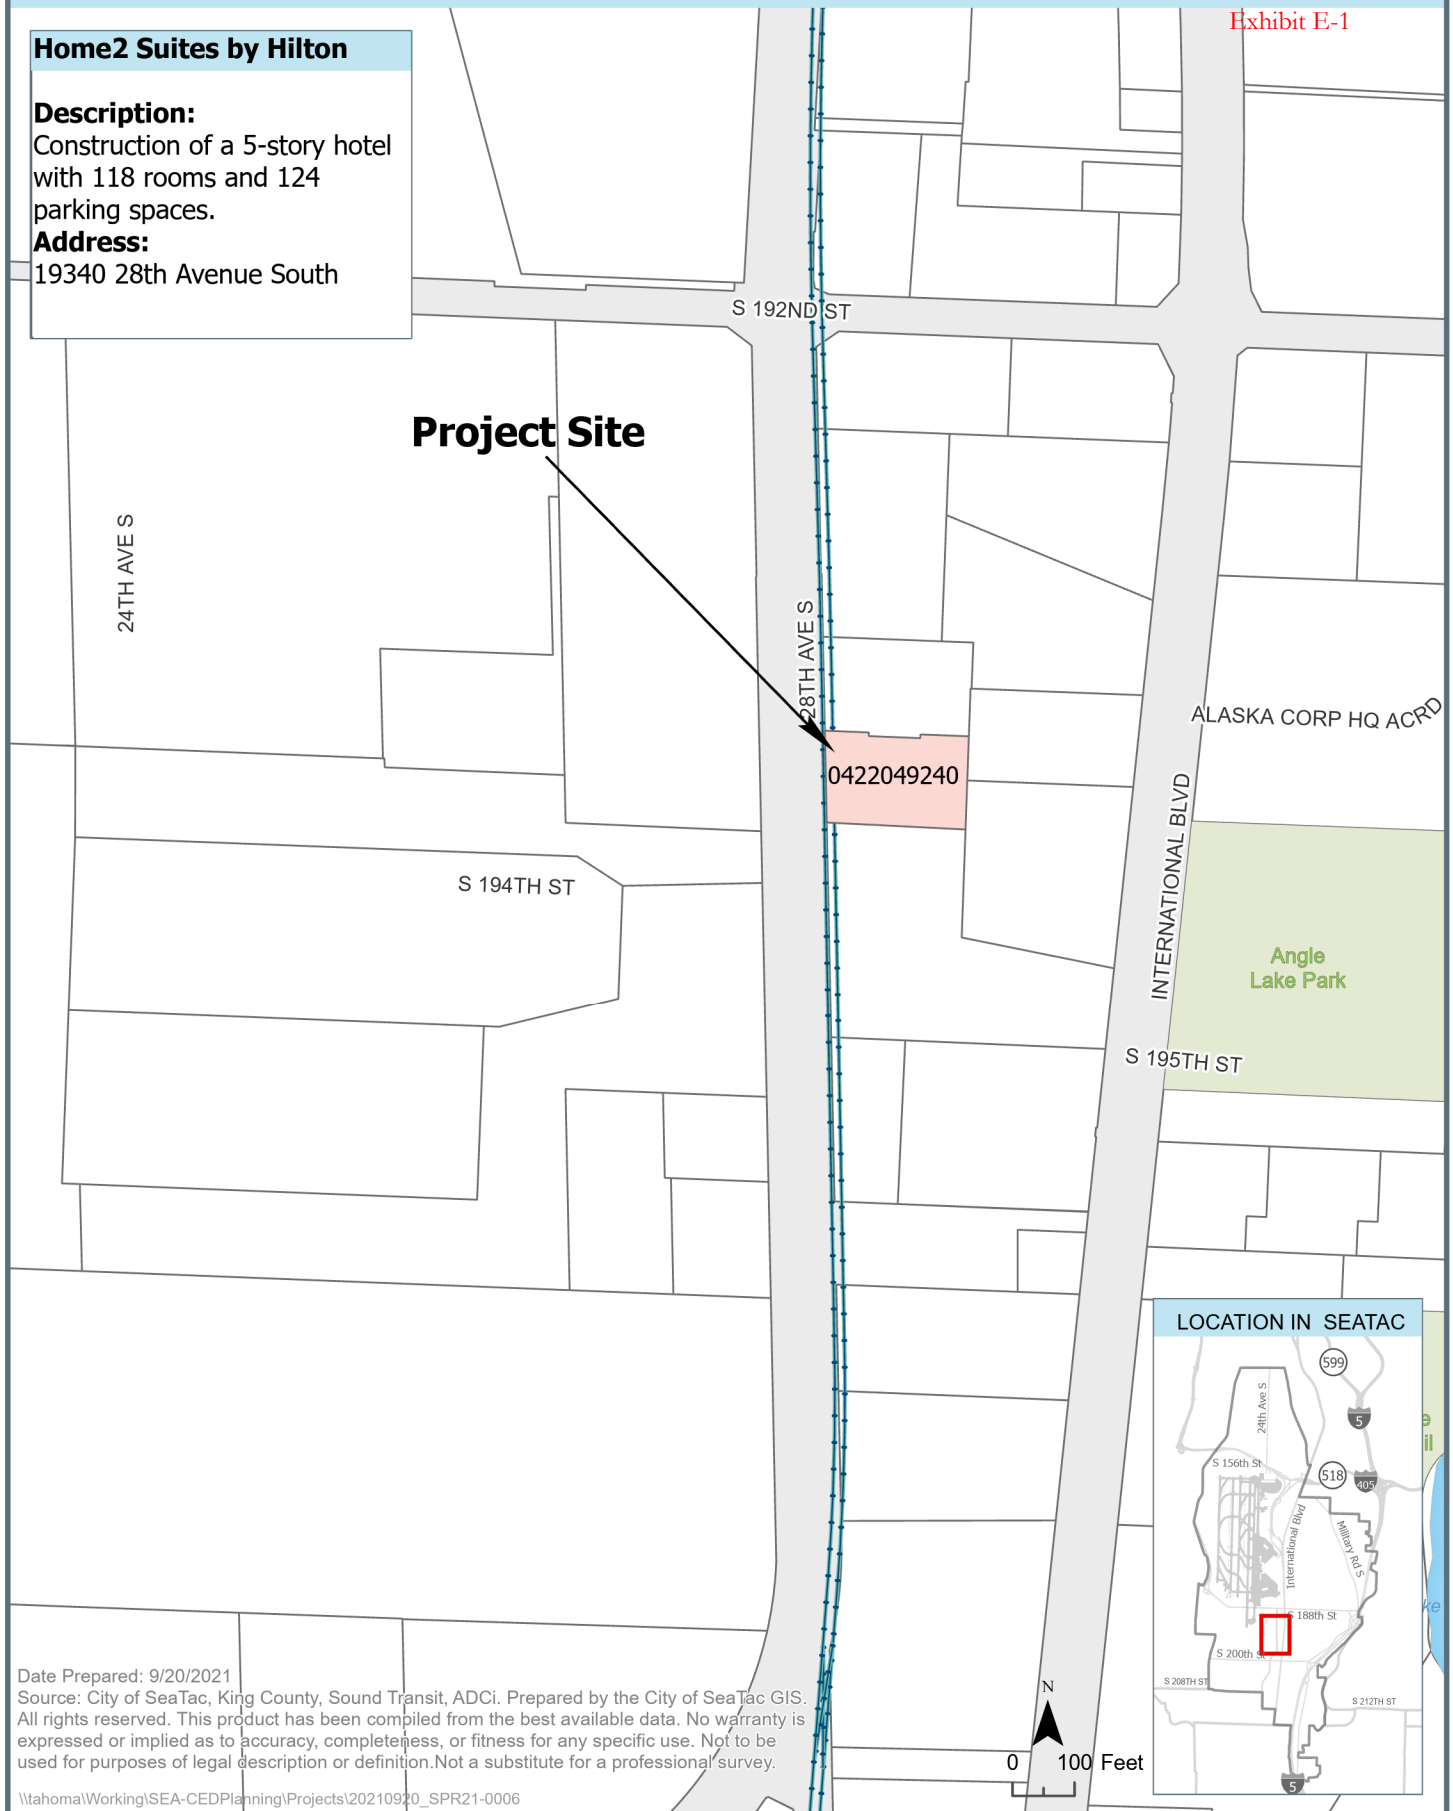 Exhibit E-1
Home2 Suites by Hilton
Description:
Construction of a 5-story hotel
with 118 rooms and 124
parking spaces.
Address:
19340 28th Avenue South
S 192ND ST
Project Site
24TH AVE S
28TH AVE S
ALASKA CORP HQ ACRD
0422049240
INTERNATIONAL BLVD
S 194TH ST
Angle
Lake Park
S 195TH ST
LOCATION IN SEATAC
599
24th Ave S
5
S 156th St
518
405
International Blvd
Military Rd S
S 188th St
S 200th St
S 208TH ST
S 212TH ST
5
Date Prepared: 9/20/2021
Source: City of SeaTac, King County, Sound Transit, ADCi. Prepared by the City of SeaTac GIS.
All rights reserved. This product has been compiled from the best available data. No warranty is
expressed or implied as to accuracy, completeness, or fitness for any specific use. Not to be
used for purposes of legal description or definition.Not a substitute for a professional survey.
\\tahoma\Working\SEA-CEDPlanning\Projects\20210920_SPR21-0006
N
0 100 Feet